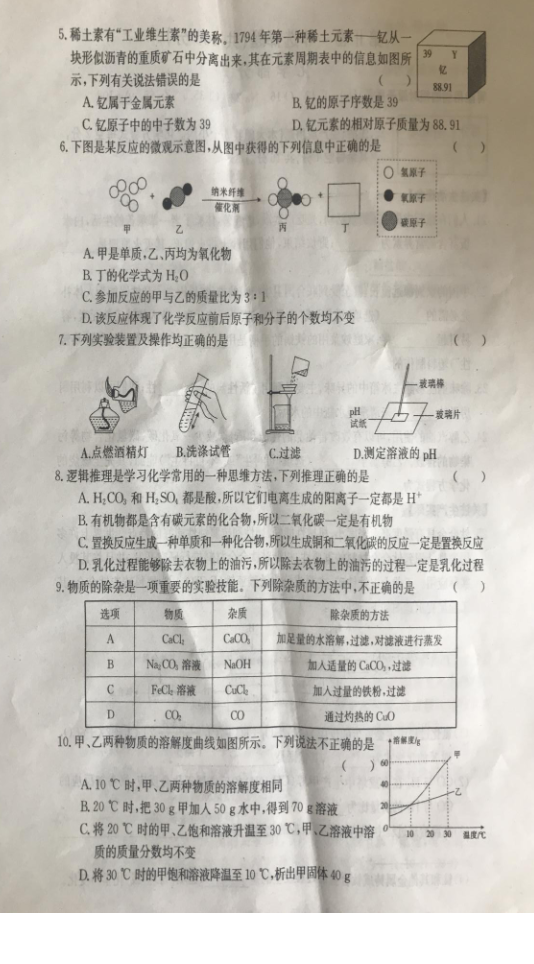 5.稀土素有“工业维生素”的美称。1794年第一种稀土元素——钇从一
块形似沥青的重质矿石中分离出来,其在元素周期表中的信息如图所
示,下列有关说法错误的是 ( )
39 Y
钇
88.91
A.钇属于金属元素 B.钇的原子序数是39
C.钇原子中的中子数为39 D.钇元素的相对原子质量为88.91
6.下图是某反应的微观示意图,从图中获得的下列信息中正确的是 ( )
+ 纳米纤维 催化剂 +
甲 乙 丙 丁
氢原子
氧原子
碳原子
A.甲是单质,乙、丙均为氧化物
B.丁的化学式为H₂O
C.参加反应的甲与乙的质量比为3:1
D.该反应体现了化学反应前后原子和分子的个数均不变
7.下列实验装置及操作均正确的是 ( )
玻璃棒
pH
试纸
玻璃片
A.点燃酒精灯 B.洗涤试管 C.过滤 D.测定溶液的pH
8.逻辑推理是学习化学常用的一种思维方法,下列推理正确的是 ( )
A.H₂CO₃和H₂SO₄都是酸,所以它们电离生成的阳离子一定都是H⁺
B.有机物都是含有碳元素的化合物,所以二氧化碳一定是有机物
C.置换反应生成一种单质和一种化合物,所以生成铜和二氧化碳的反应一定是置换反应
D.乳化过程能够除去衣物上的油污,所以除去衣物上的油污的过程一定是乳化过程
9.物质的除杂是一项重要的实验技能。下列除杂质的方法中,不正确的是 ( )
选项 物质 杂质 除杂质的方法
A CaCl₂ CaCO₃ 加足量的水溶解,过滤,对滤液进行蒸发
B Na₂CO₃溶液 NaOH 加入适量的CaCO₃,过滤
C FeCl₂溶液 CuCl₂ 加入过量的铁粉,过滤
D CO₂ CO 通过灼热的CuO
10.甲、乙两种物质的溶解度曲线如图所示。下列说法不正确的是
( )
A.10℃时,甲、乙两种物质的溶解度相同
B.20℃时,把30g甲加入50g水中,得到70g溶液
C.将20℃时的甲、乙饱和溶液升温至30℃,甲、乙溶液中溶
质的质量分数均不变
D.将30℃时的甲饱和溶液降温至10℃,析出甲固体40g
溶解度/g
甲
60
乙
40
20
0 10 20 30 温度/℃